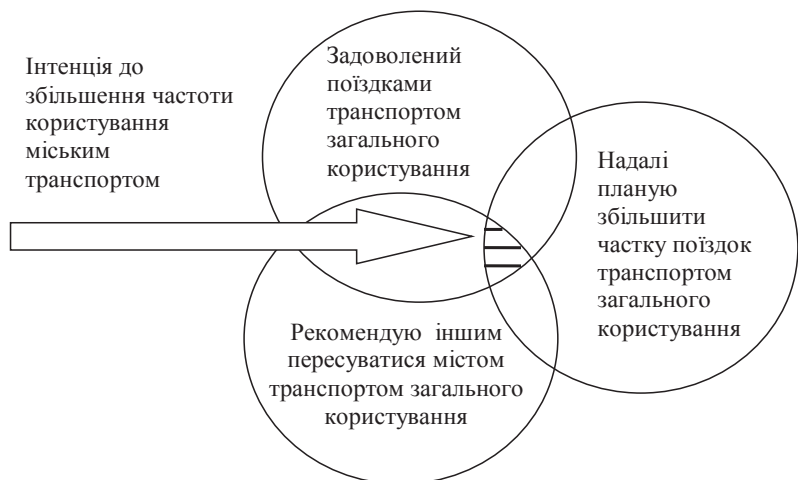 Інтенція до
збільшення частоти
користування
міським
транспортом
Задоволений
поїздками
транспортом
загального
користування
Надалі
планую
збільшити
частку поїздок
транспортом
загального
користування
Рекомендую іншим
пересуватися містом
транспортом загального
користування